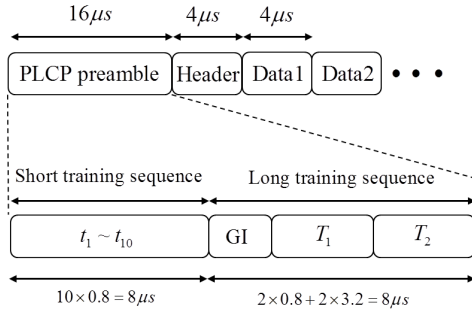 16μs 4μs 4μs
PLCP preamble Header Data1 Data2 • • •
Short training sequence Long training sequence
t₁ ~ t₁₀ GI T₁ T₂
10 × 0.8 = 8μs 2 × 0.8 + 2 × 3.2 = 8μs